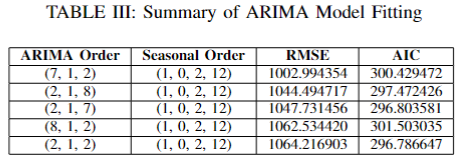 TABLE III: Summary of ARIMA Model Fitting
ARIMA Order Seasonal Order RMSE AIC
(7, 1, 2) (1, 0, 2, 12) 1002.994354 300.429472
(2, 1, 8) (1, 0, 2, 12) 1044.494717 297.472426
(2, 1, 7) (1, 0, 2, 12) 1047.731456 296.803581
(8, 1, 2) (1, 0, 2, 12) 1062.534420 301.503035
(2, 1, 2) (1, 0, 2, 12) 1064.216903 296.786647